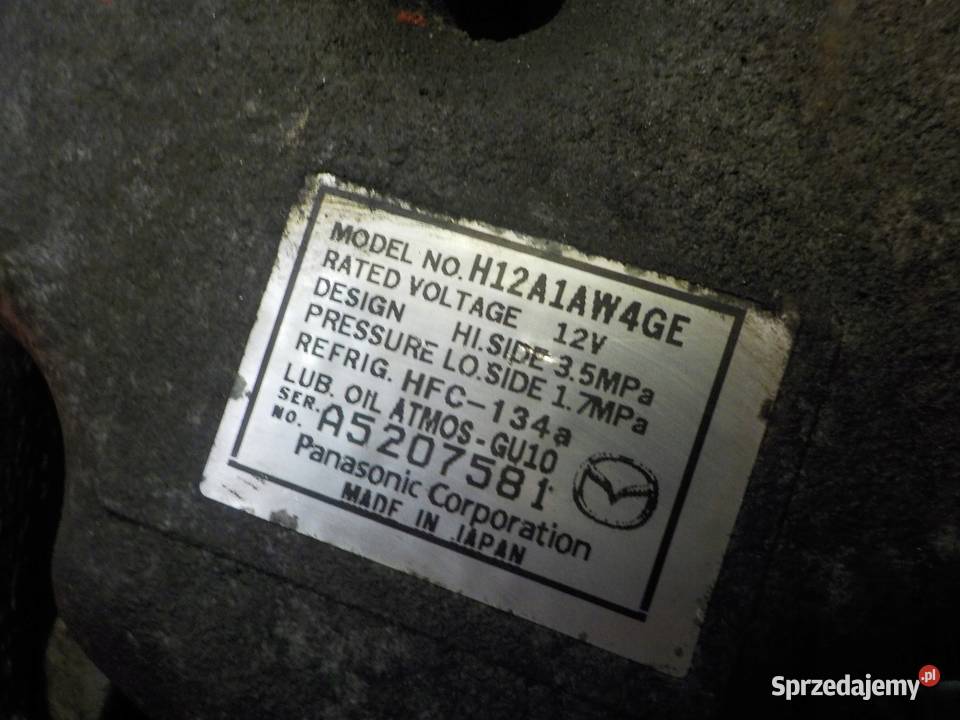 MODEL NO. H12A1AW4GE
RATED VOLTAGE 12V
DESIGN HI.SIDE 3.5MPa
PRESSURE LO.SIDE 1.7MPa
REFRIG. HFC-134a
LUB. OIL ATMOS-GU10
SER. NO. A5207581
Panasonic Corporation
MADE IN JAPAN
Sprzedajemy.pl